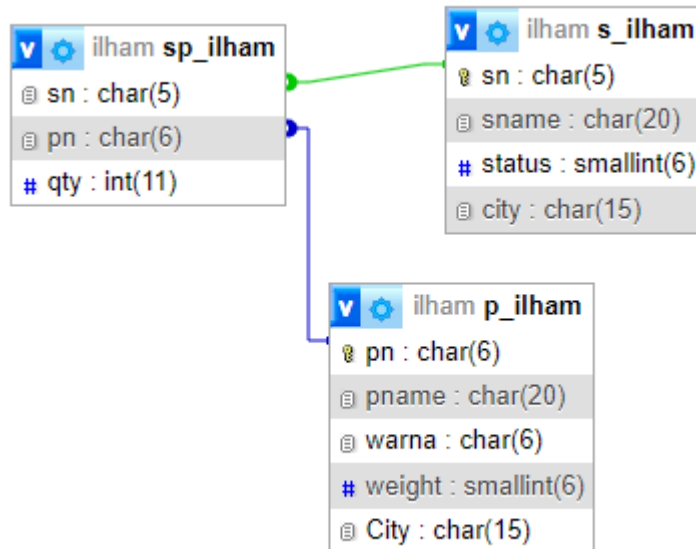 v ilham sp_ilham
sn : char(5)
pn : char(6)
# qty : int(11)
v ilham s_ilham
sn : char(5)
sname : char(20)
# status : smallint(6)
city : char(15)
v ilham p_ilham
pn : char(6)
pname : char(20)
warna : char(6)
# weight : smallint(6)
City : char(15)